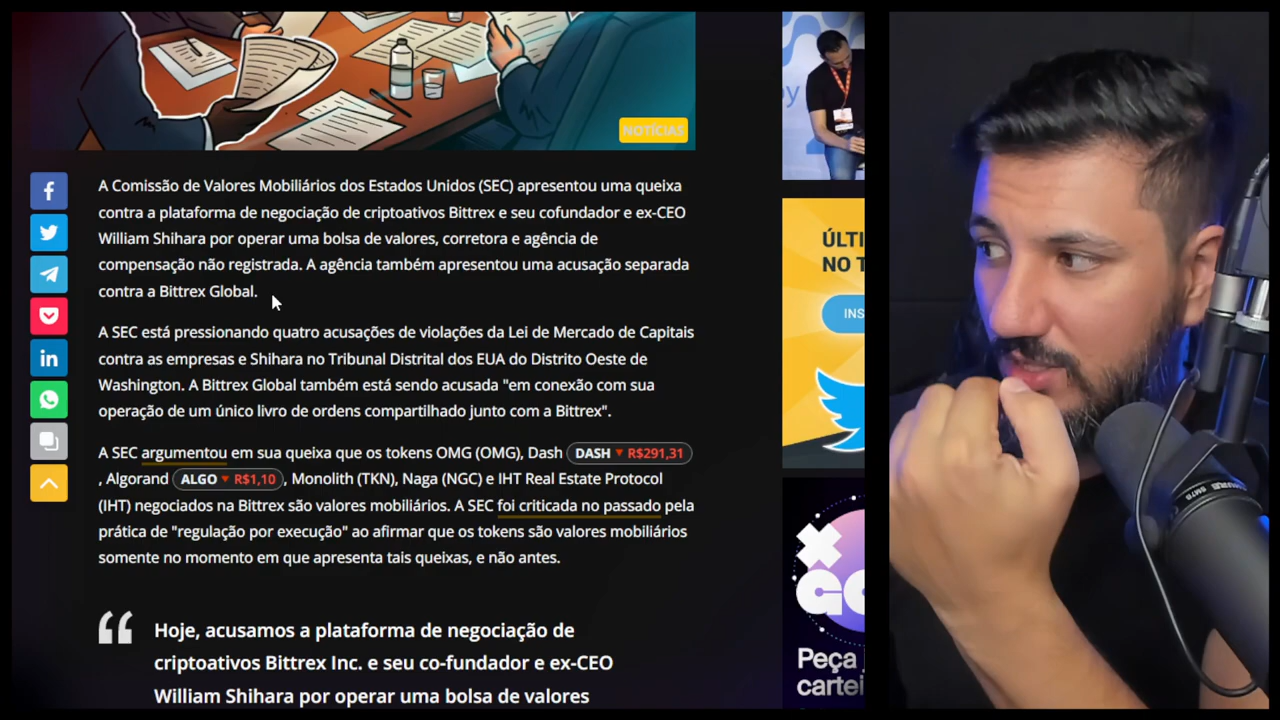 NOTÍCIAS
A Comissão de Valores Mobiliários dos Estados Unidos (SEC) apresentou uma queixa
contra a plataforma de negociação de criptoativos Bittrex e seu cofundador e ex-CEO
William Shihara por operar uma bolsa de valores, corretora e agência de
compensação não registrada. A agência também apresentou uma acusação separada
contra a Bittrex Global.
A SEC está pressionando quatro acusações de violações da Lei de Mercado de Capitais
contra as empresas e Shihara no Tribunal Distrital dos EUA do Distrito Oeste de
Washington. A Bittrex Global também está sendo acusada "em conexão com sua
operação de um único livro de ordens compartilhado junto com a Bittrex".
A SEC argumentou em sua queixa que os tokens OMG (OMG), Dash DASH ▼ R$291,31
, Algorand ALGO ▼ R$1,10 , Monolith (TKN), Naga (NGC) e IHT Real Estate Protocol
(IHT) negociados na Bittrex são valores mobiliários. A SEC foi criticada no passado pela
prática de "regulação por execução" ao afirmar que os tokens são valores mobiliários
somente no momento em que apresenta tais queixas, e não antes.
Hoje, acusamos a plataforma de negociação de
criptoativos Bittrex Inc. e seu co-fundador e ex-CEO
William Shihara por operar uma bolsa de valores
by
ÚLTI
NO T
INS
Peça
cartei